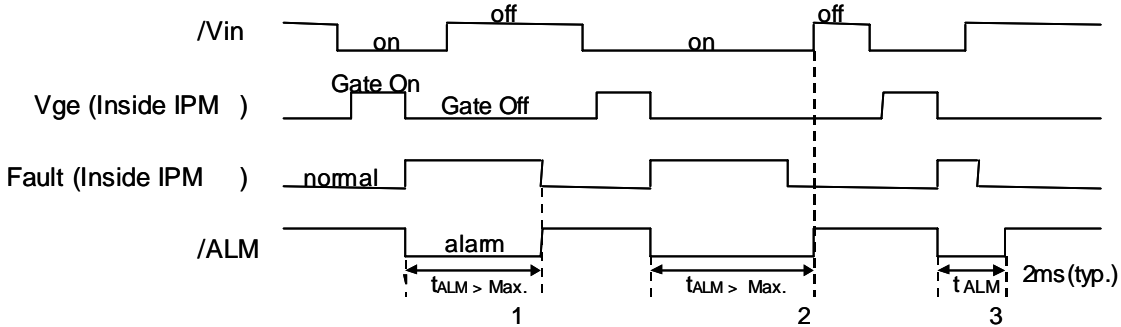 /Vin
off
off
on
on
Gate On
Vge (Inside IPM )
Gate Off
Fault (Inside IPM )
normal
/ALM
alarm
tALM > Max.
tALM > Max.
t ALM
2ms(typ.)
1
2
3